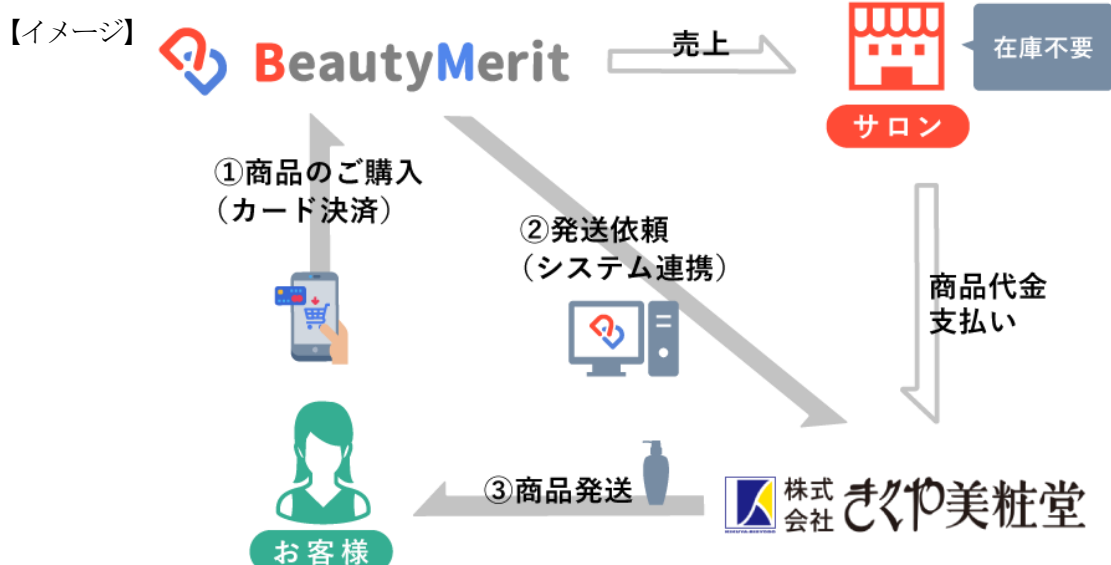 【イメージ】
BeautyMerit
売上
在庫不要
サロン
①商品のご購入
（カード決済）
②発送依頼
（システム連携）
商品代金
支払い
③商品発送
株式
会社
きくや美粧堂
お客様